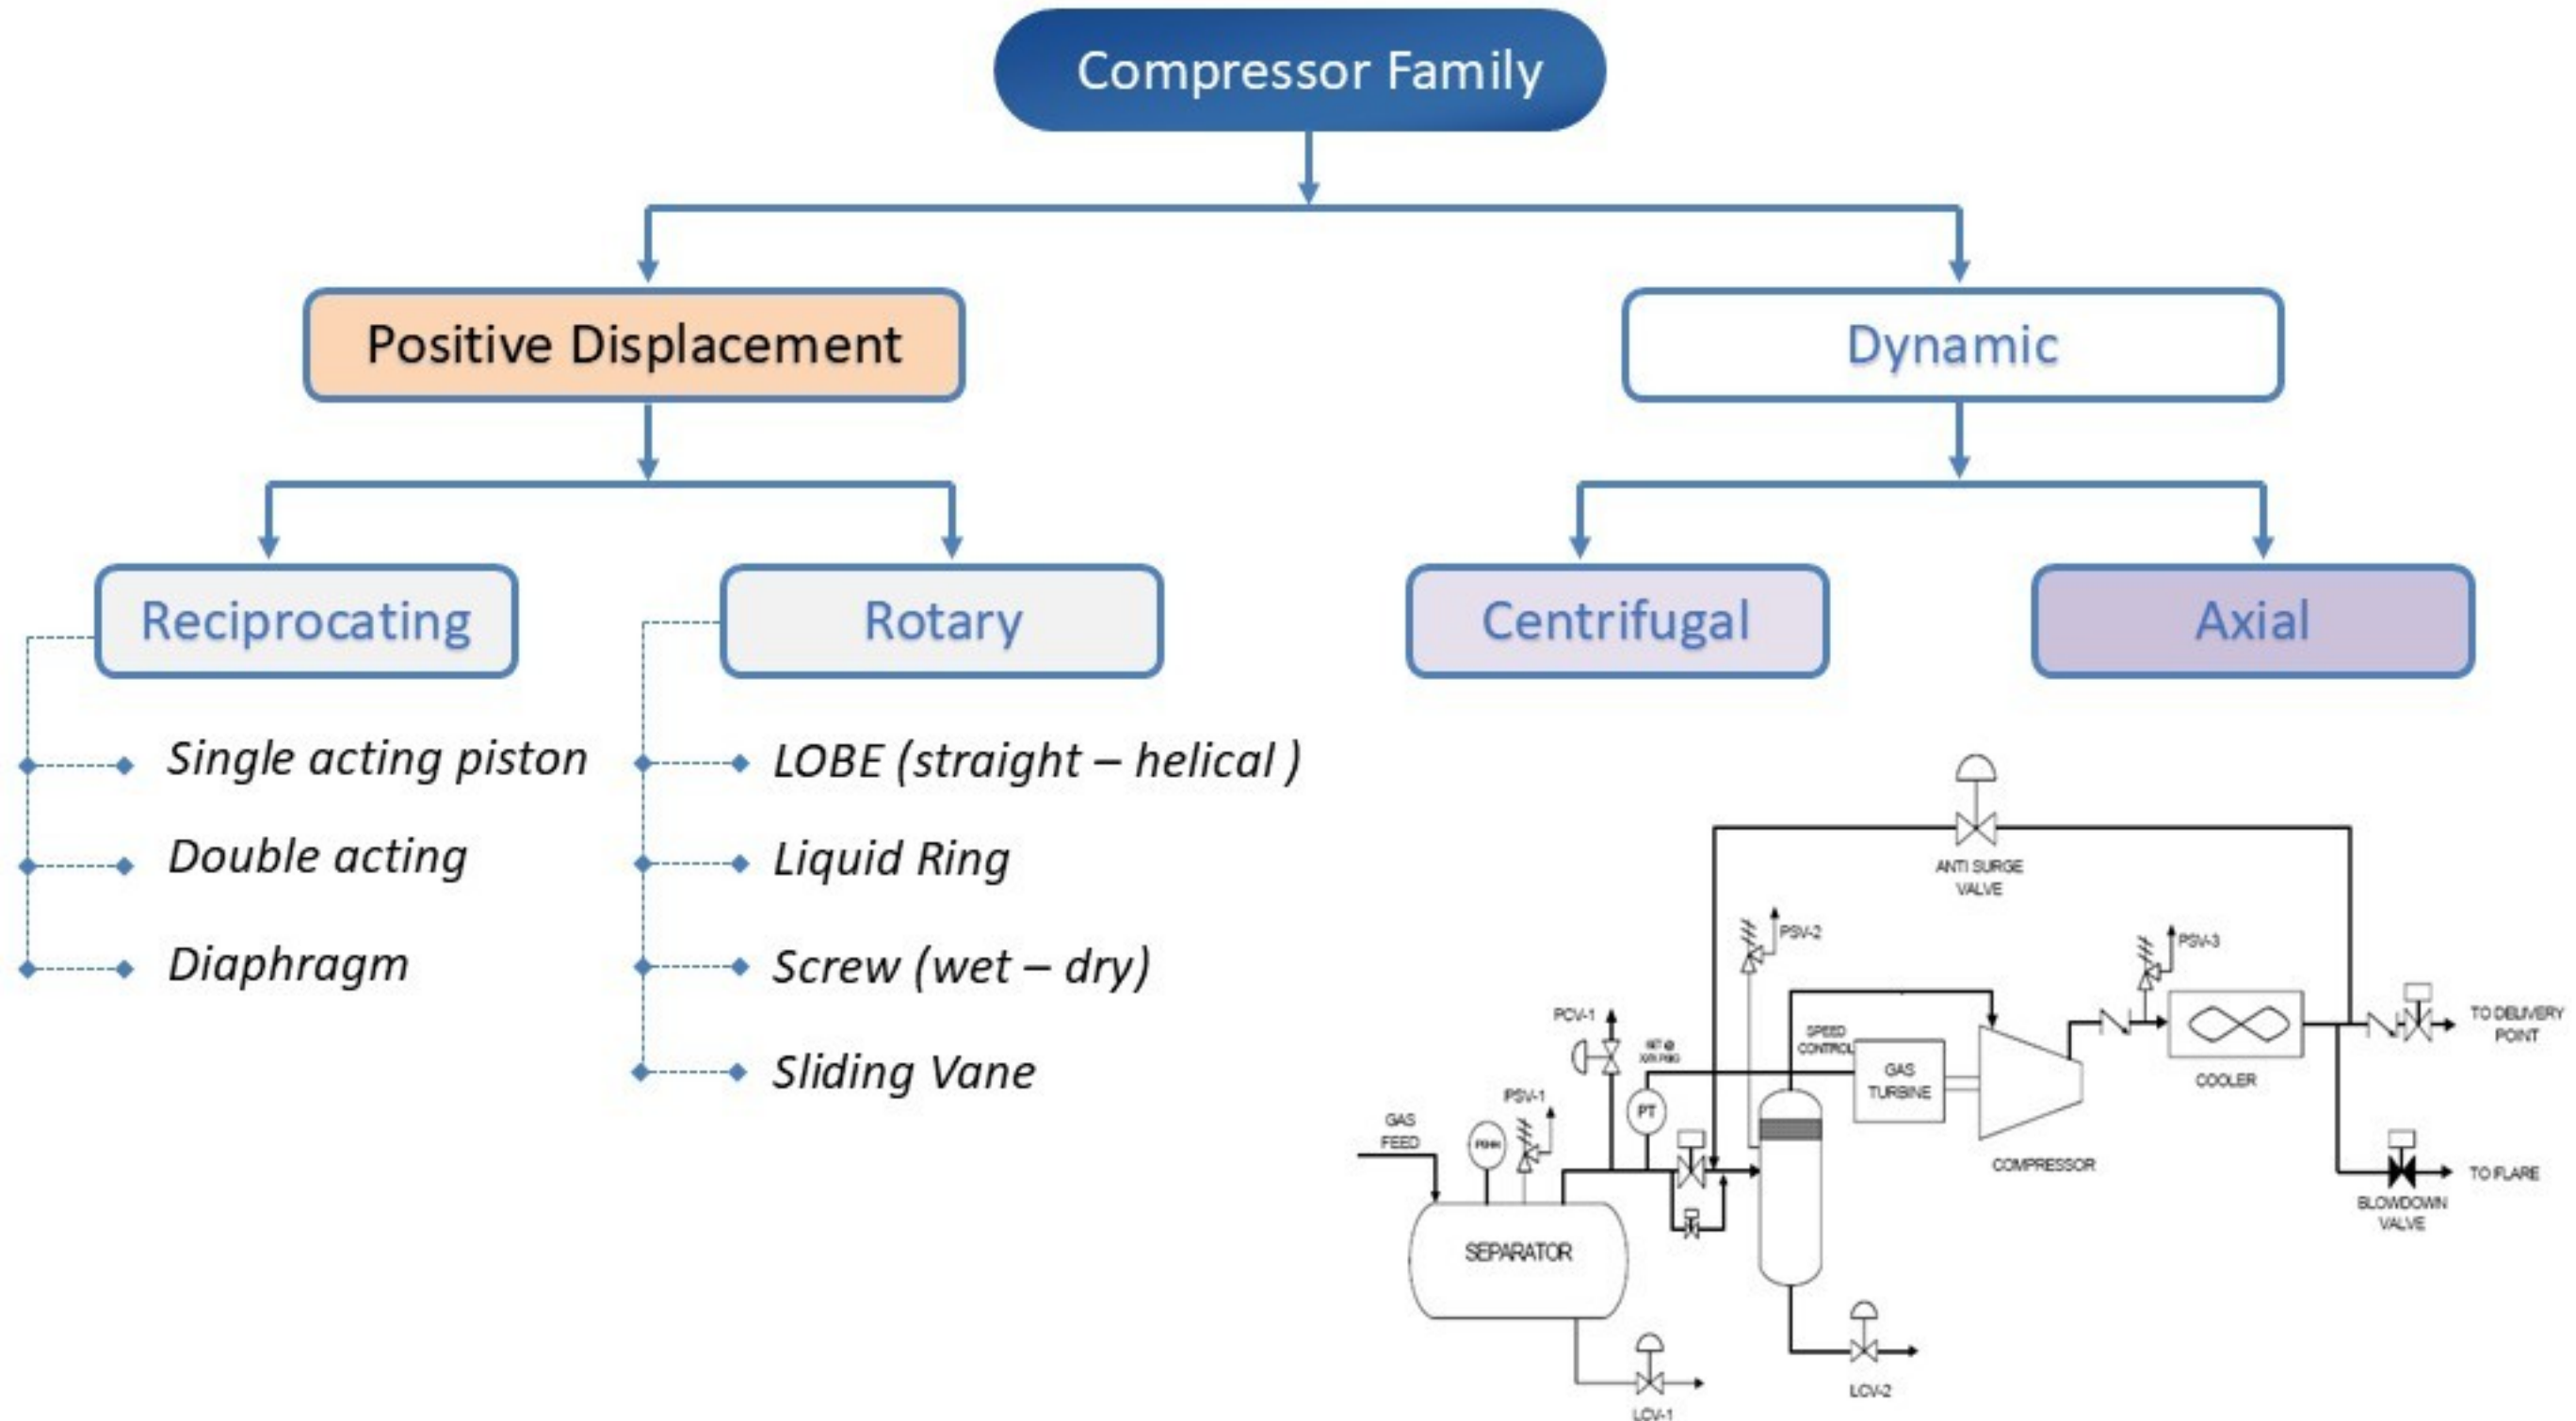 Compressor Family
Positive Displacement
Dynamic
Reciprocating
Rotary
Centrifugal
Axial
Single acting piston
Double acting
Diaphragm
LOBE (straight – helical )
Liquid Ring
Screw (wet – dry)
Sliding Vane
ANTI SURGE
VALVE
PSV-2
PSV-3
PCV-1
SPEED
CONTROL
TO DELIVERY
POINT
GAS
TURBINE
COOLER
PSV-1
PT
GAS
FEED
COMPRESSOR
TO FLARE
BLOWDOWN
VALVE
SEPARATOR
LCV-2
LCV-1